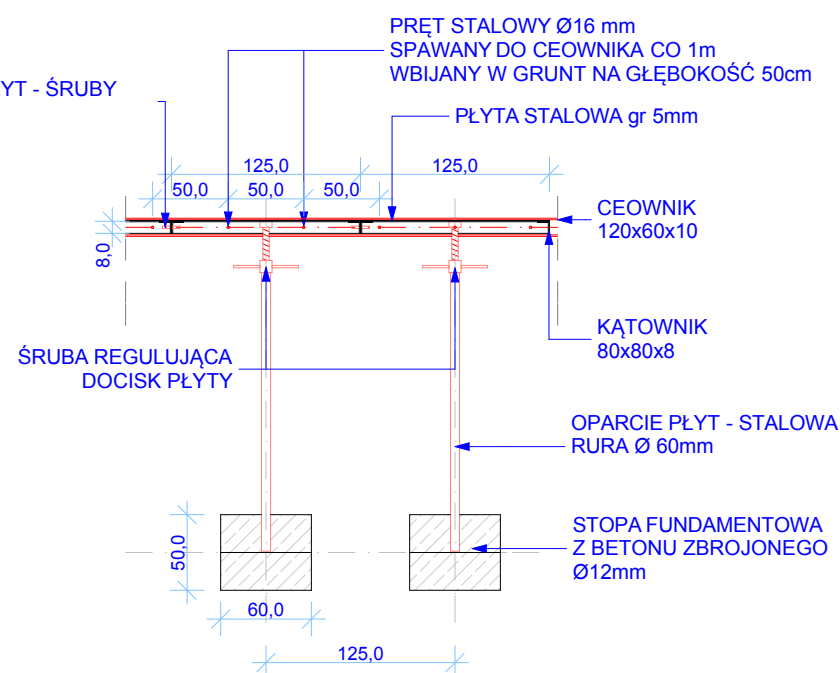 PRĘT STALOWY Ø16 mm
SPAWANY DO CEOWNIKA CO 1m
WBIJANY W GRUNT NA GŁĘBOKOŚĆ 50cm
YT - ŚRUBY
PŁYTA STALOWA gr 5mm
125,0
125,0
50,0
50,0
50,0
CEOWNIK
120x60x10
8,0
KĄTOWNIK
80x80x8
ŚRUBA REGULUJĄCA
DOCISK PŁYTY
OPARCIE PŁYT - STALOWA
RURA Ø 60mm
STOPA FUNDAMENTOWA
Z BETONU ZBROJONEGO
Ø12mm
50,0
60,0
125,0